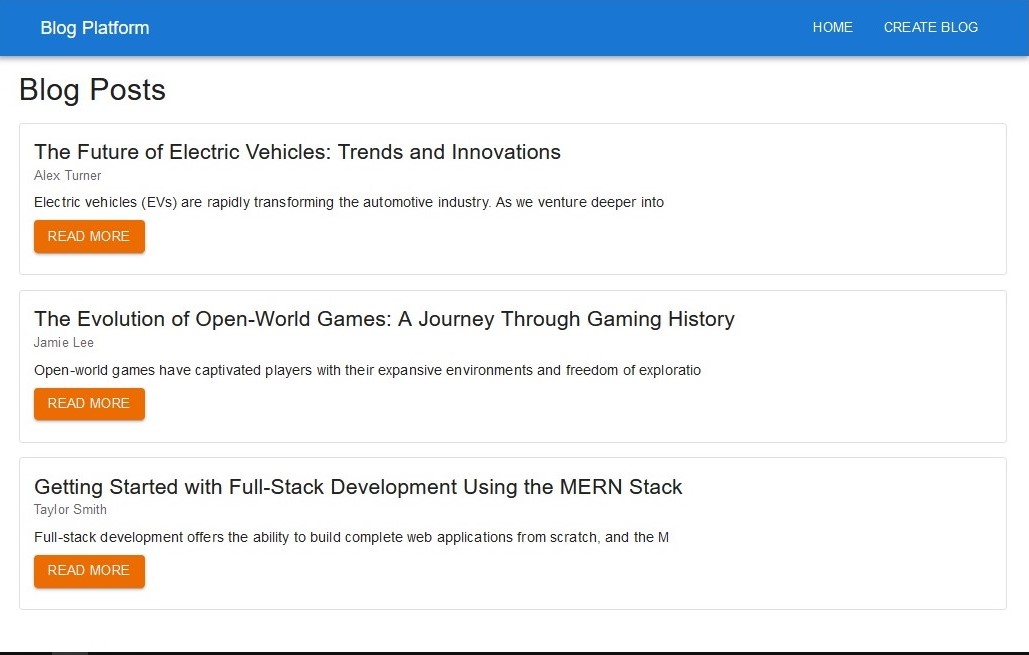 Blog Platform
HOME
CREATE BLOG
Blog Posts
The Future of Electric Vehicles: Trends and Innovations
Alex Turner
Electric vehicles (EVs) are rapidly transforming the automotive industry. As we venture deeper into
READ MORE
The Evolution of Open-World Games: A Journey Through Gaming History
Jamie Lee
Open-world games have captivated players with their expansive environments and freedom of exploratio
READ MORE
Getting Started with Full-Stack Development Using the MERN Stack
Taylor Smith
Full-stack development offers the ability to build complete web applications from scratch, and the M
READ MORE